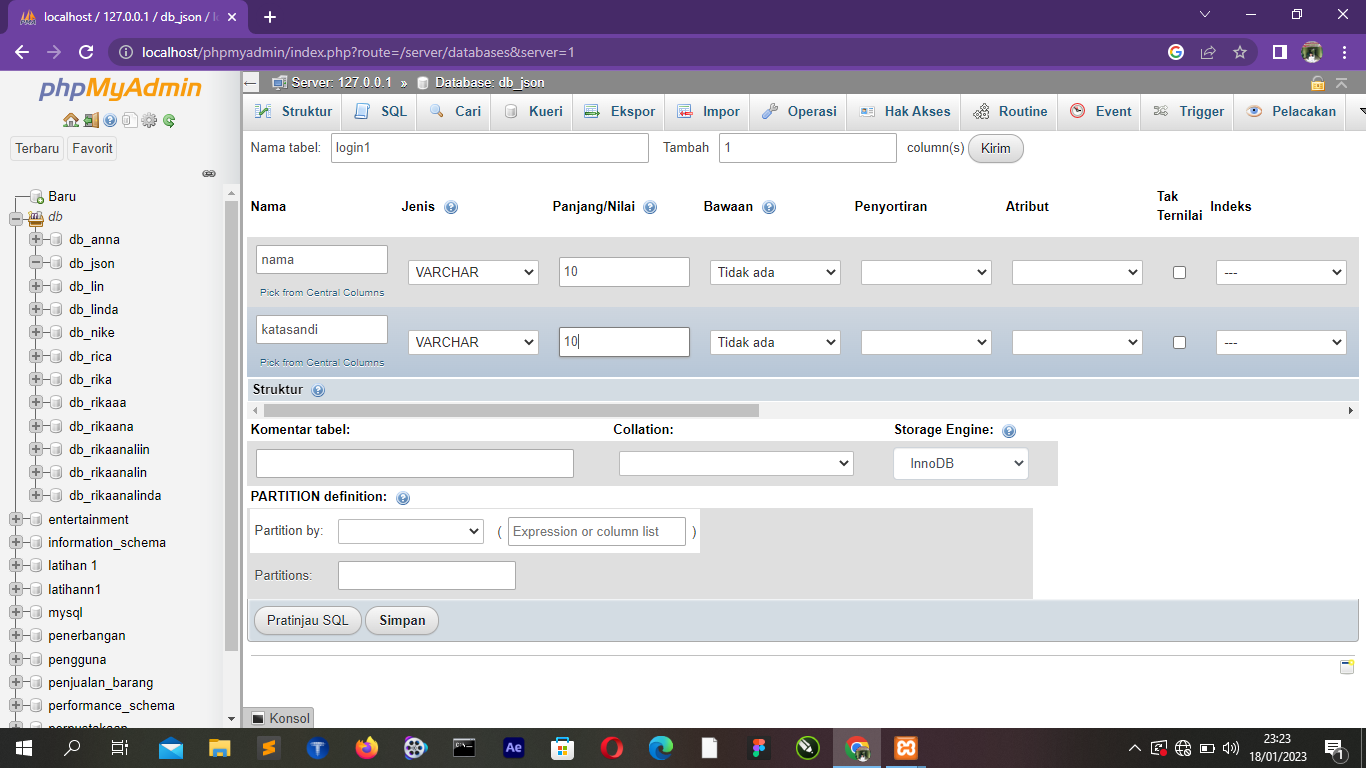 localhost / 127.0.0.1 / db_json / l
localhost/phpmyadmin/index.php?route=/server/databases&server=1
phpMyAdmin
Terbaru Favorit
Baru
db
db_anna
db_json
db_lin
db_linda
db_nike
db_rica
db_rika
db_rikaaa
db_rikaana
db_rikaanaliin
db_rikaanalin
db_rikaanalinda
entertainment
information_schema
latihan 1
latihann1
mysql
penerbangan
pengguna
penjualan_barang
performance_schema
Server: 127.0.0.1 » Database: db_json
Struktur SQL Cari Kueri Ekspor Impor Operasi Hak Akses Routine Event Trigger Pelacakan
Nama tabel: login1 Tambah 1 column(s) Kirim
Nama Jenis Panjang/Nilai Bawaan Penyortiran Atribut Tak Ternilai Indeks
nama VARCHAR 10 Tidak ada ---
Pick from Central Columns
katasandi VARCHAR 10 Tidak ada ---
Pick from Central Columns
Struktur
Komentar tabel: Collation: Storage Engine:
InnoDB
PARTITION definition:
Partition by: ( Expression or column list )
Partitions:
Pratinjau SQL Simpan
Konsol
Ae
23:23
18/01/2023
1